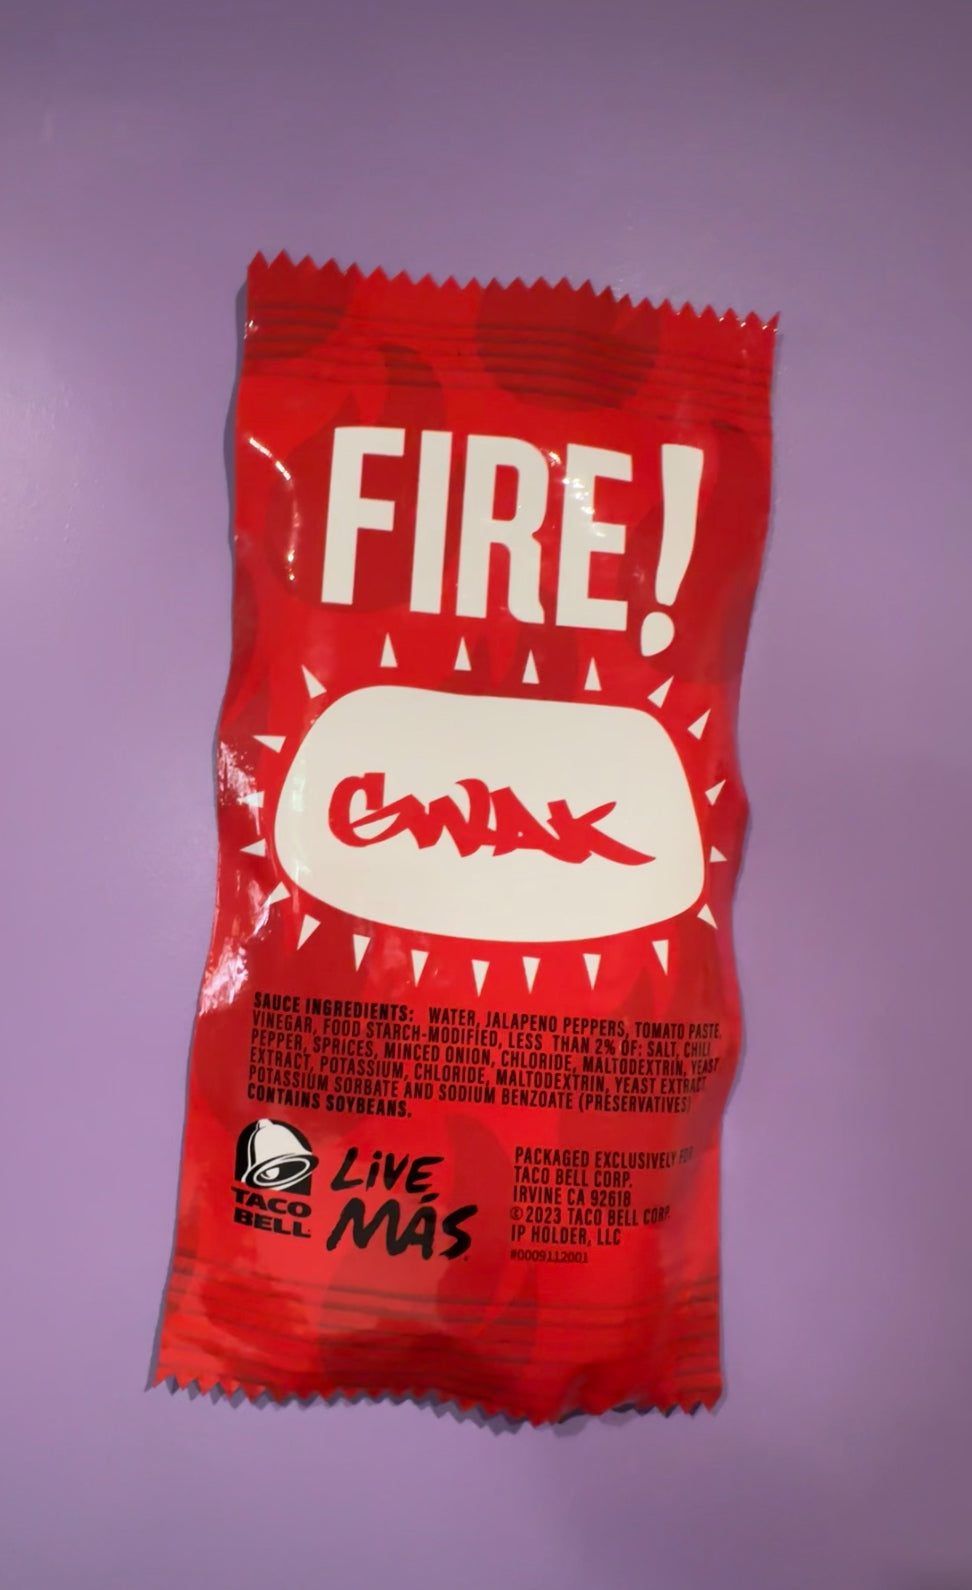 FIRE!
GWAK
SAUCE INGREDIENTS: WATER, JALAPENO PEPPERS, TOMATO PASTE,
VINEGAR, FOOD STARCH-MODIFIED, LESS THAN 2% OF: SALT, CHILI
PEPPER, SPRICES, MINCED ONION, CHLORIDE, MALTODEXTRIN, YEAST
EXTRACT, POTASSIUM, CHLORIDE, MALTODEXTRIN, YEAST EXTRACT,
POTASSIUM SORBATE AND SODIUM BENZOATE (PRESERVATIVES)
CONTAINS SOYBEANS.
TACO
BELL
LiVE
MÁS
PACKAGED EXCLUSIVELY FOR
TACO BELL CORP.
IRVINE CA 92618
©2023 TACO BELL CORP.
IP HOLDER, LLC
#0009112001